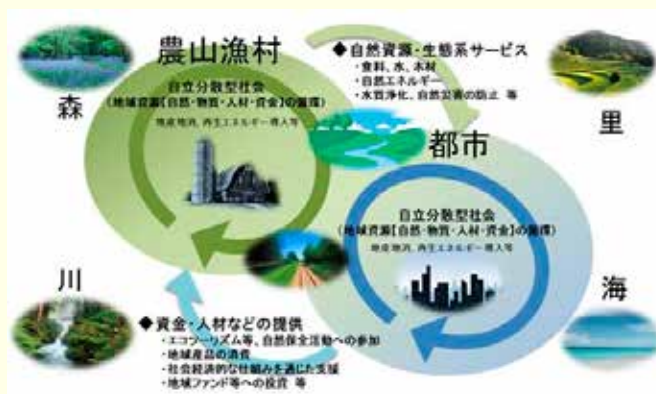 農山漁村
自立分散型社会
(地域資源【自然・物質・人材・資金】の循環)
地産地消、再生エネルギー導入等
森
◆自然資源・生態系サービス
・食料、水、木材
・自然エネルギー
・水質浄化、自然災害の防止 等
里
都市
自立分散型社会
(地域資源【自然・物質・人材・資金】の循環)
地産地消、再生エネルギー導入等
川
◆資金・人材などの提供
・エコツーリズム等、自然保全活動への参加
・地域産品の消費
・社会経済的な仕組みを通じた支援
・地域ファンド等への投資 等
海